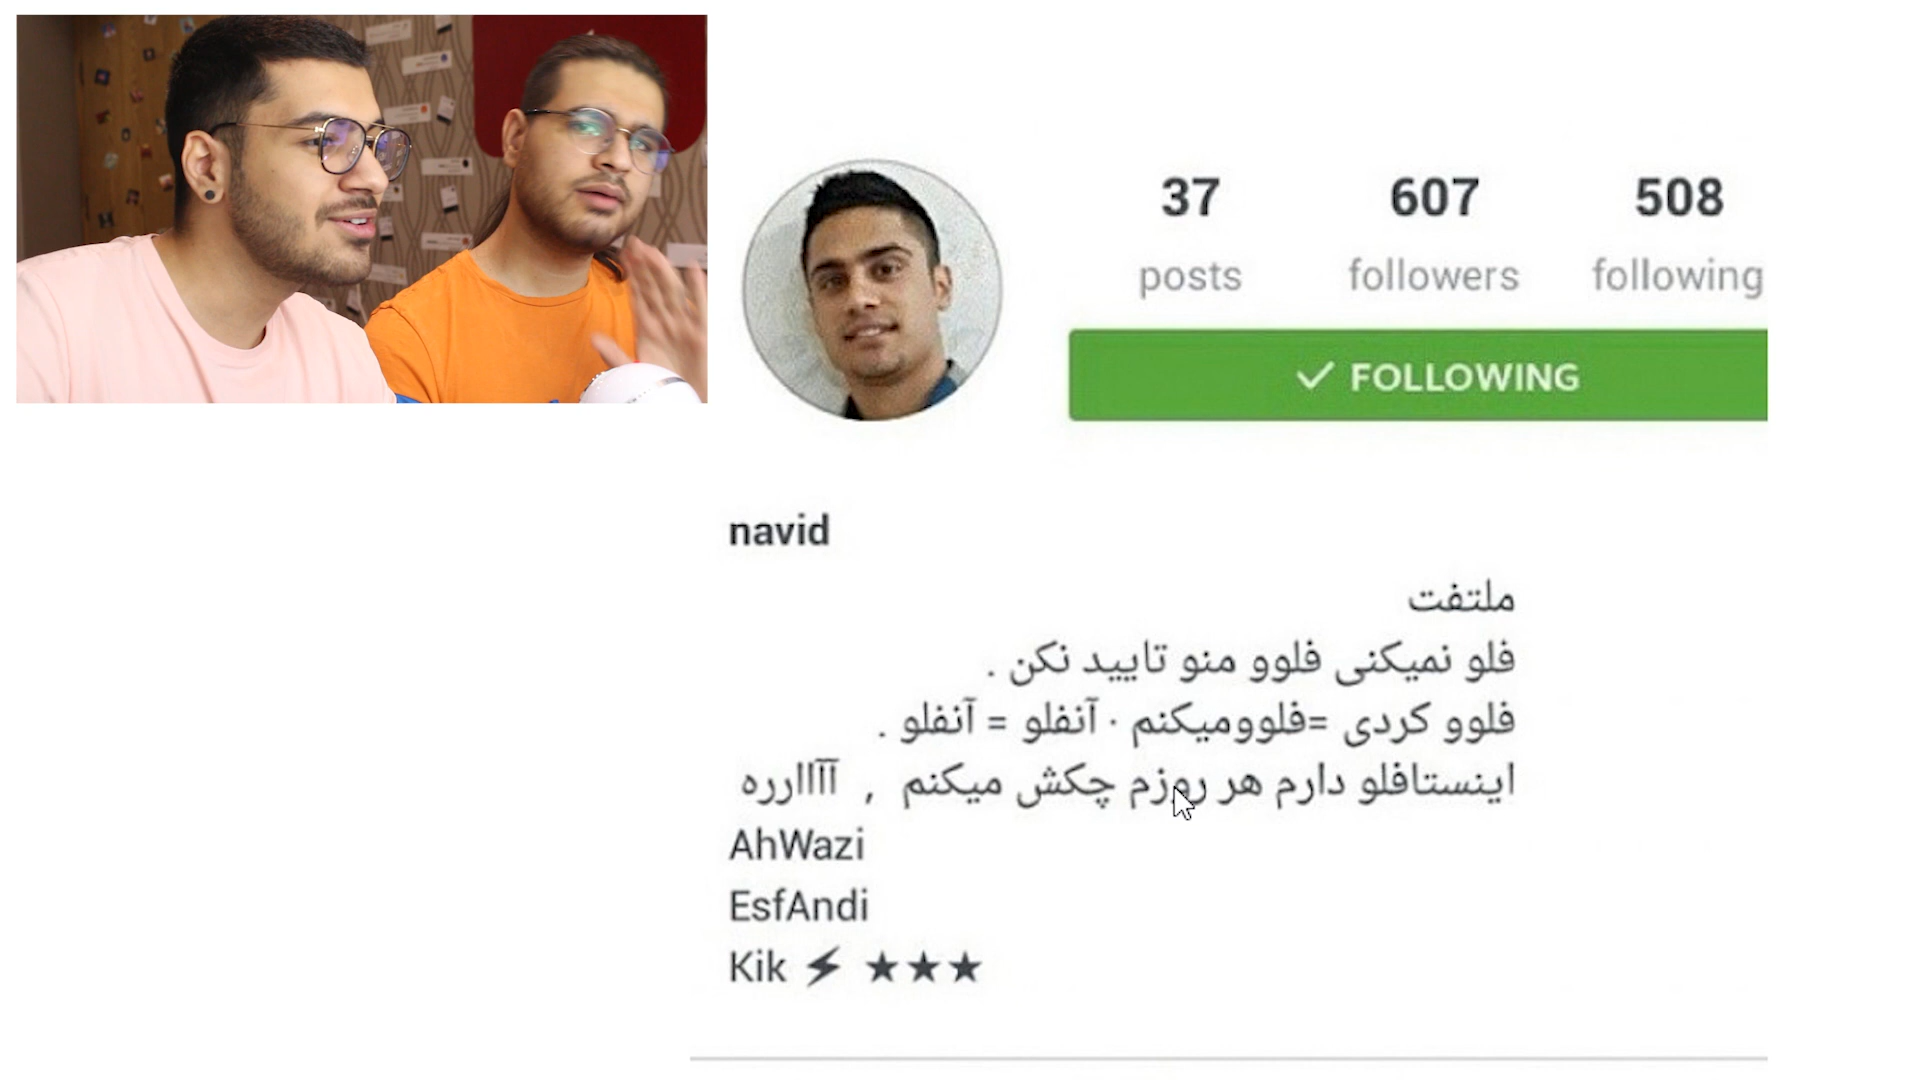 37 607 508
posts followers following
✓ FOLLOWING
navid
ملتفت
فلو نمیکنی فلوو منو تایید نکن .
فلوو کردی =فلوومیکنم · آنفلو = آنفلو .
اینستافلو دارم هر روزم چکش میکنم , آآااارره
AhWazi
EsfAndi
Kik ⚡ ★★★